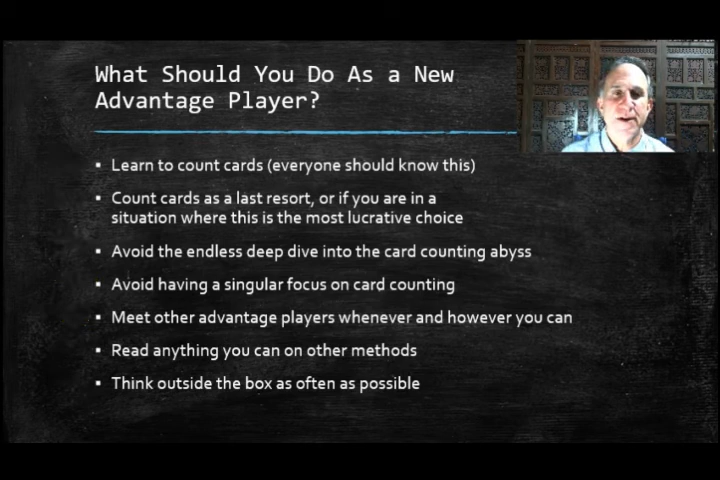 What Should You Do As a New
Advantage Player?
▪ Learn to count cards (everyone should know this)
▪ Count cards as a last resort, or if you are in a
situation where this is the most lucrative choice
▪ Avoid the endless deep dive into the card counting abyss
▪ Avoid having a singular focus on card counting
▪ Meet other advantage players whenever and however you can
▪ Read anything you can on other methods
▪ Think outside the box as often as possible